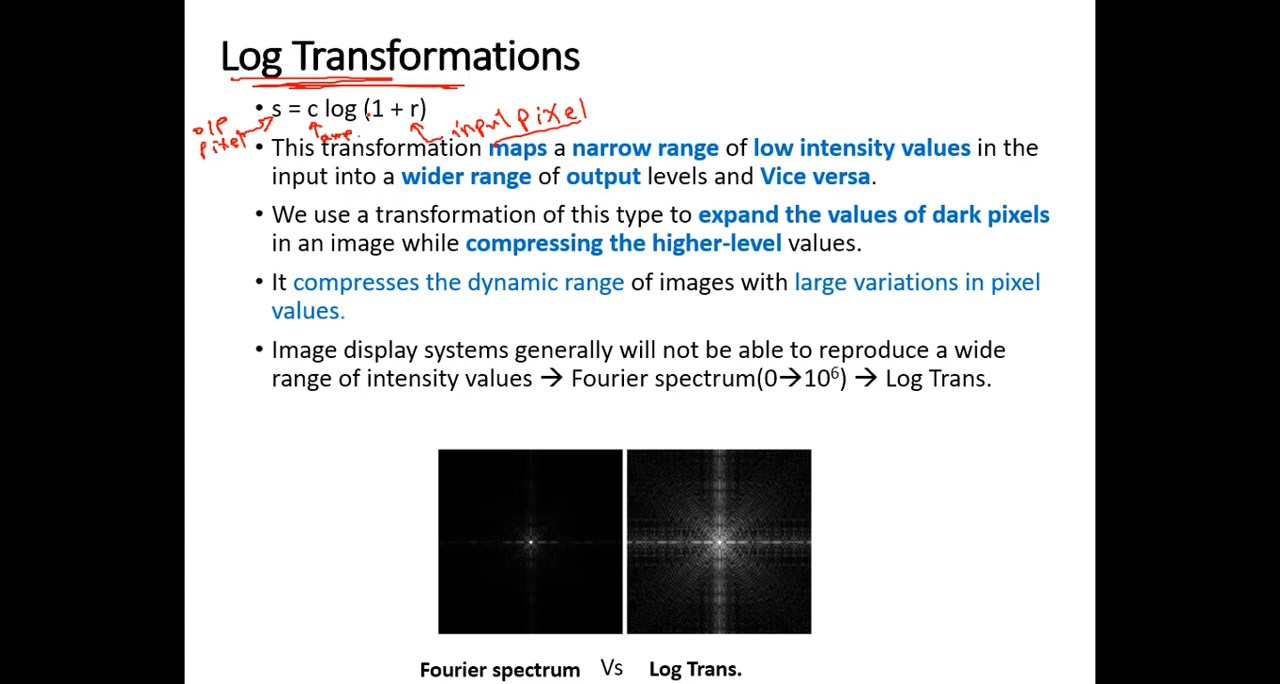 Log Transformations
• s = c log (1 + r)
o/p pixel
amp.
input pixel
• This transformation maps a narrow range of low intensity values in the
input into a wider range of output levels and Vice versa.
• We use a transformation of this type to expand the values of dark pixels
in an image while compressing the higher-level values.
• It compresses the dynamic range of images with large variations in pixel
values.
• Image display systems generally will not be able to reproduce a wide
range of intensity values → Fourier spectrum(0→10⁶) → Log Trans.
Fourier spectrum Vs Log Trans.